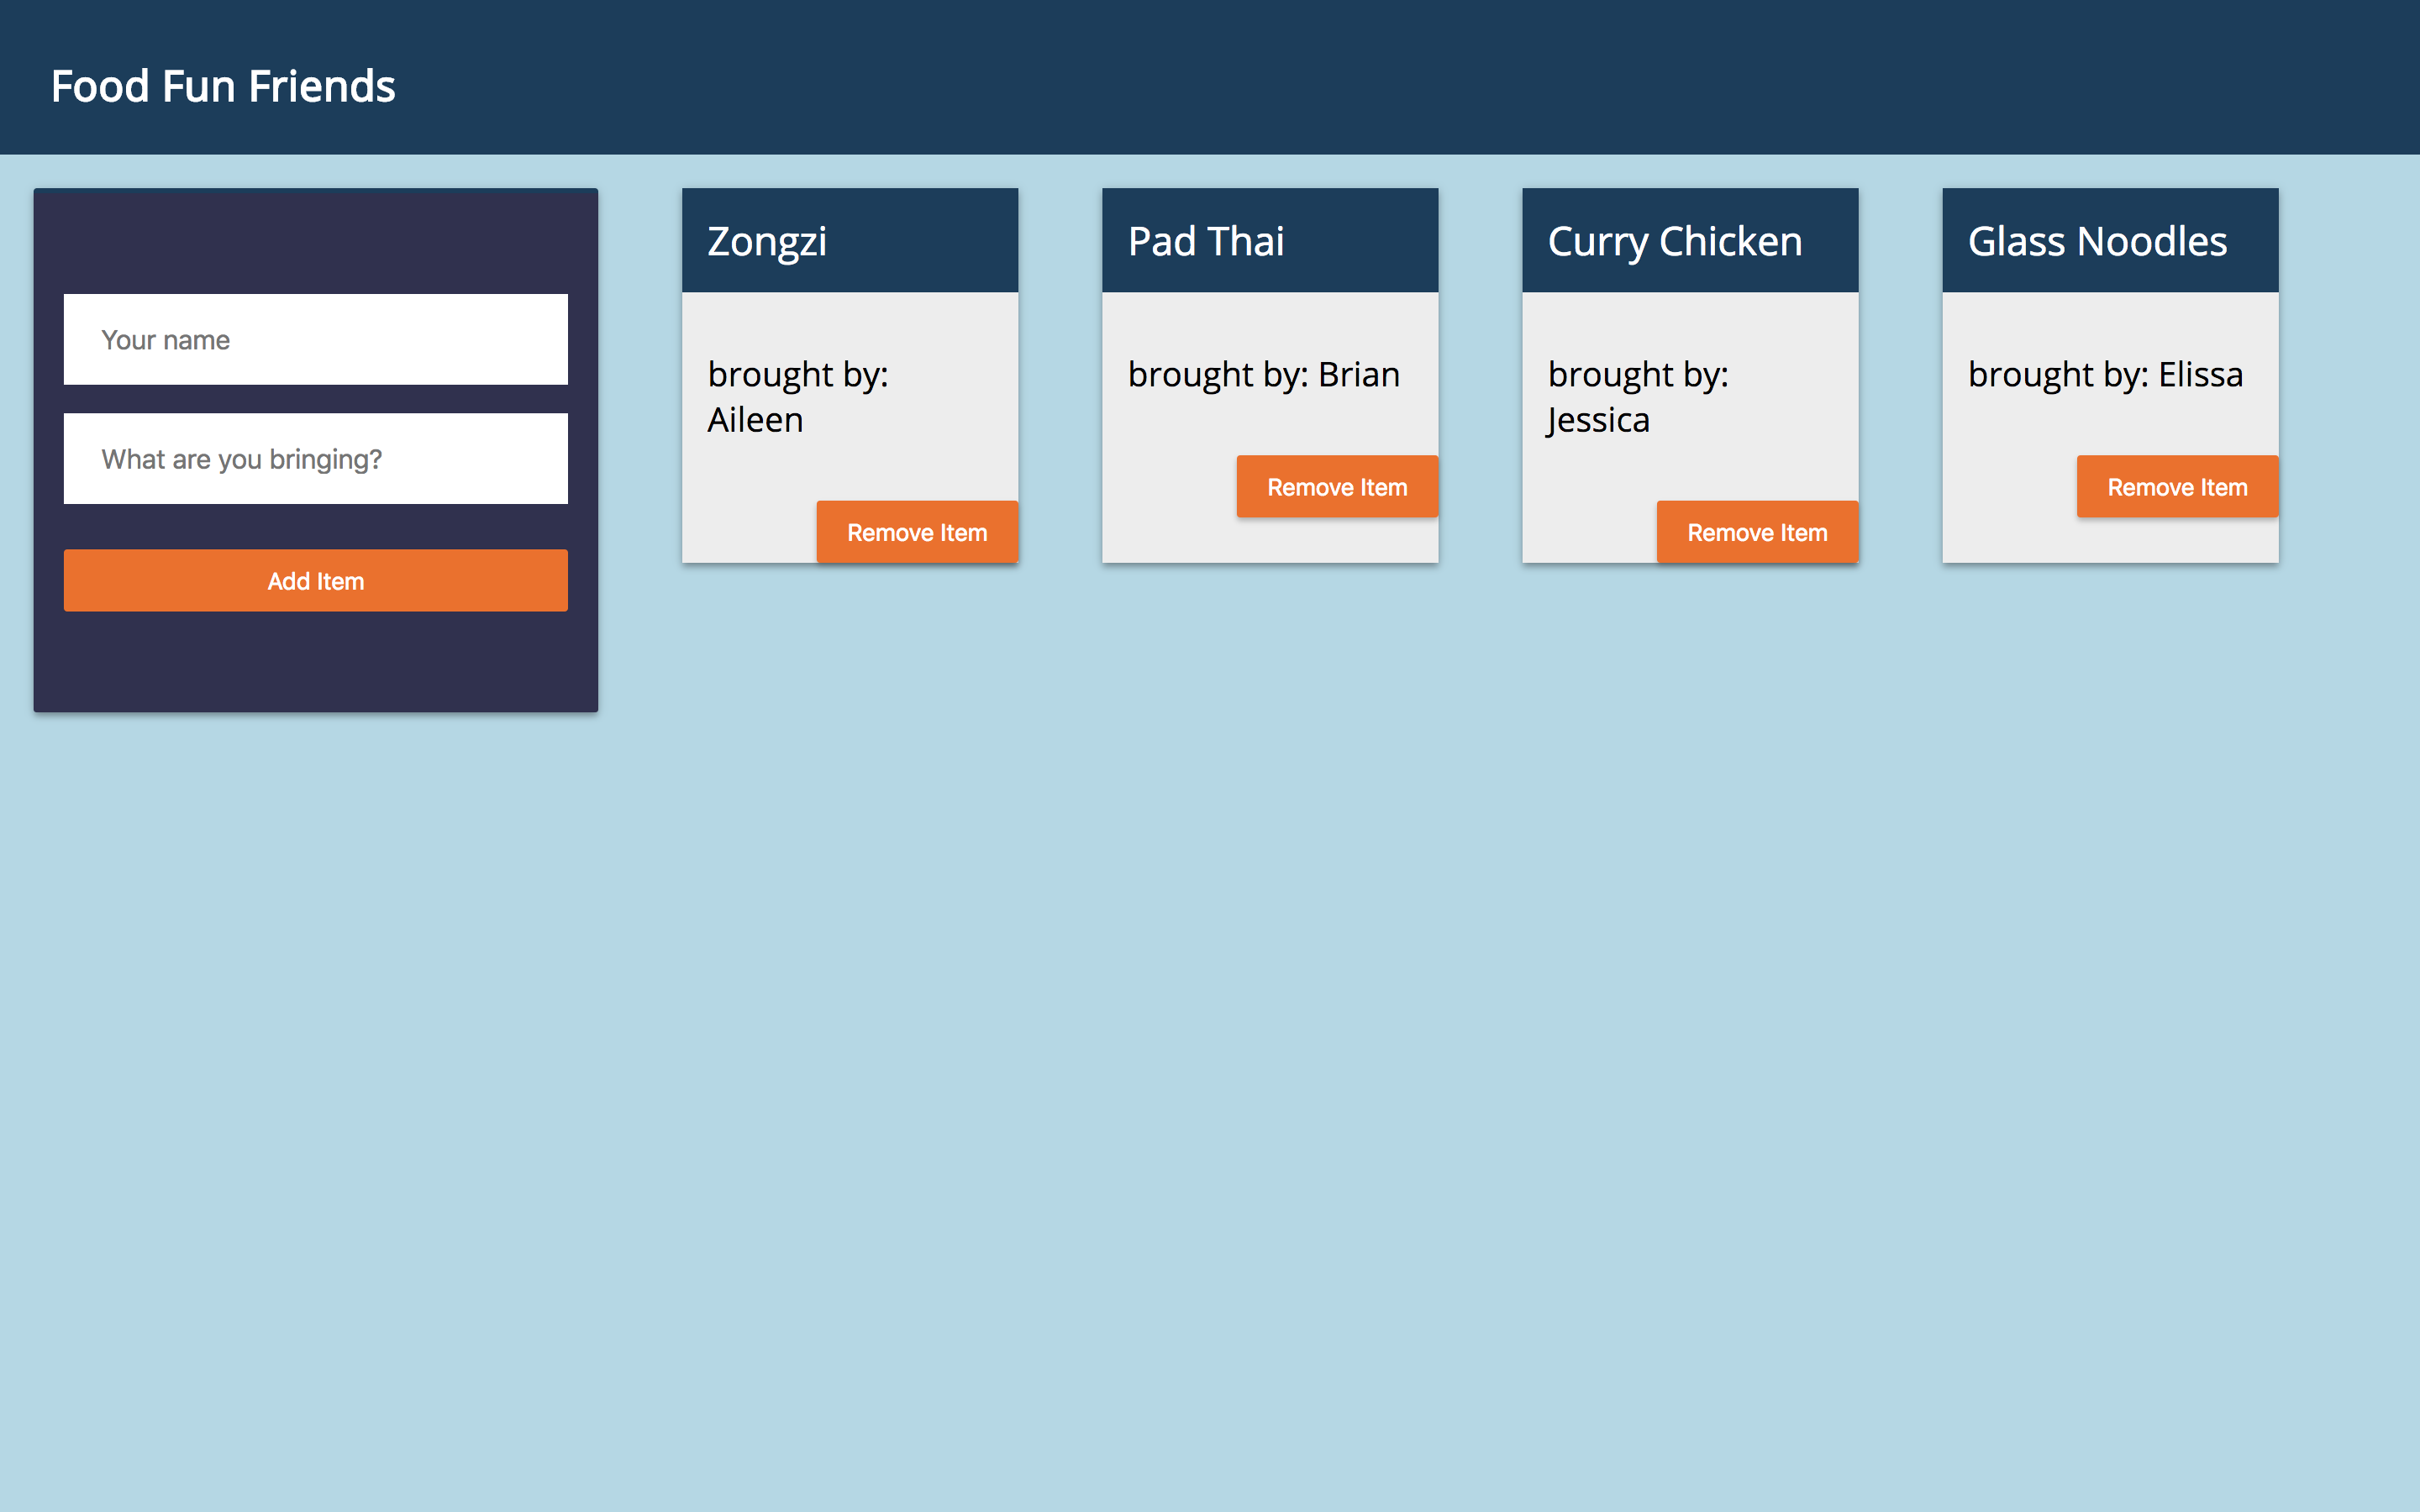 Food Fun Friends
Your name
What are you bringing?
Add Item
Zongzi
brought by:
Aileen
Remove Item
Pad Thai
brought by: Brian
Remove Item
Curry Chicken
brought by:
Jessica
Remove Item
Glass Noodles
brought by: Elissa
Remove Item